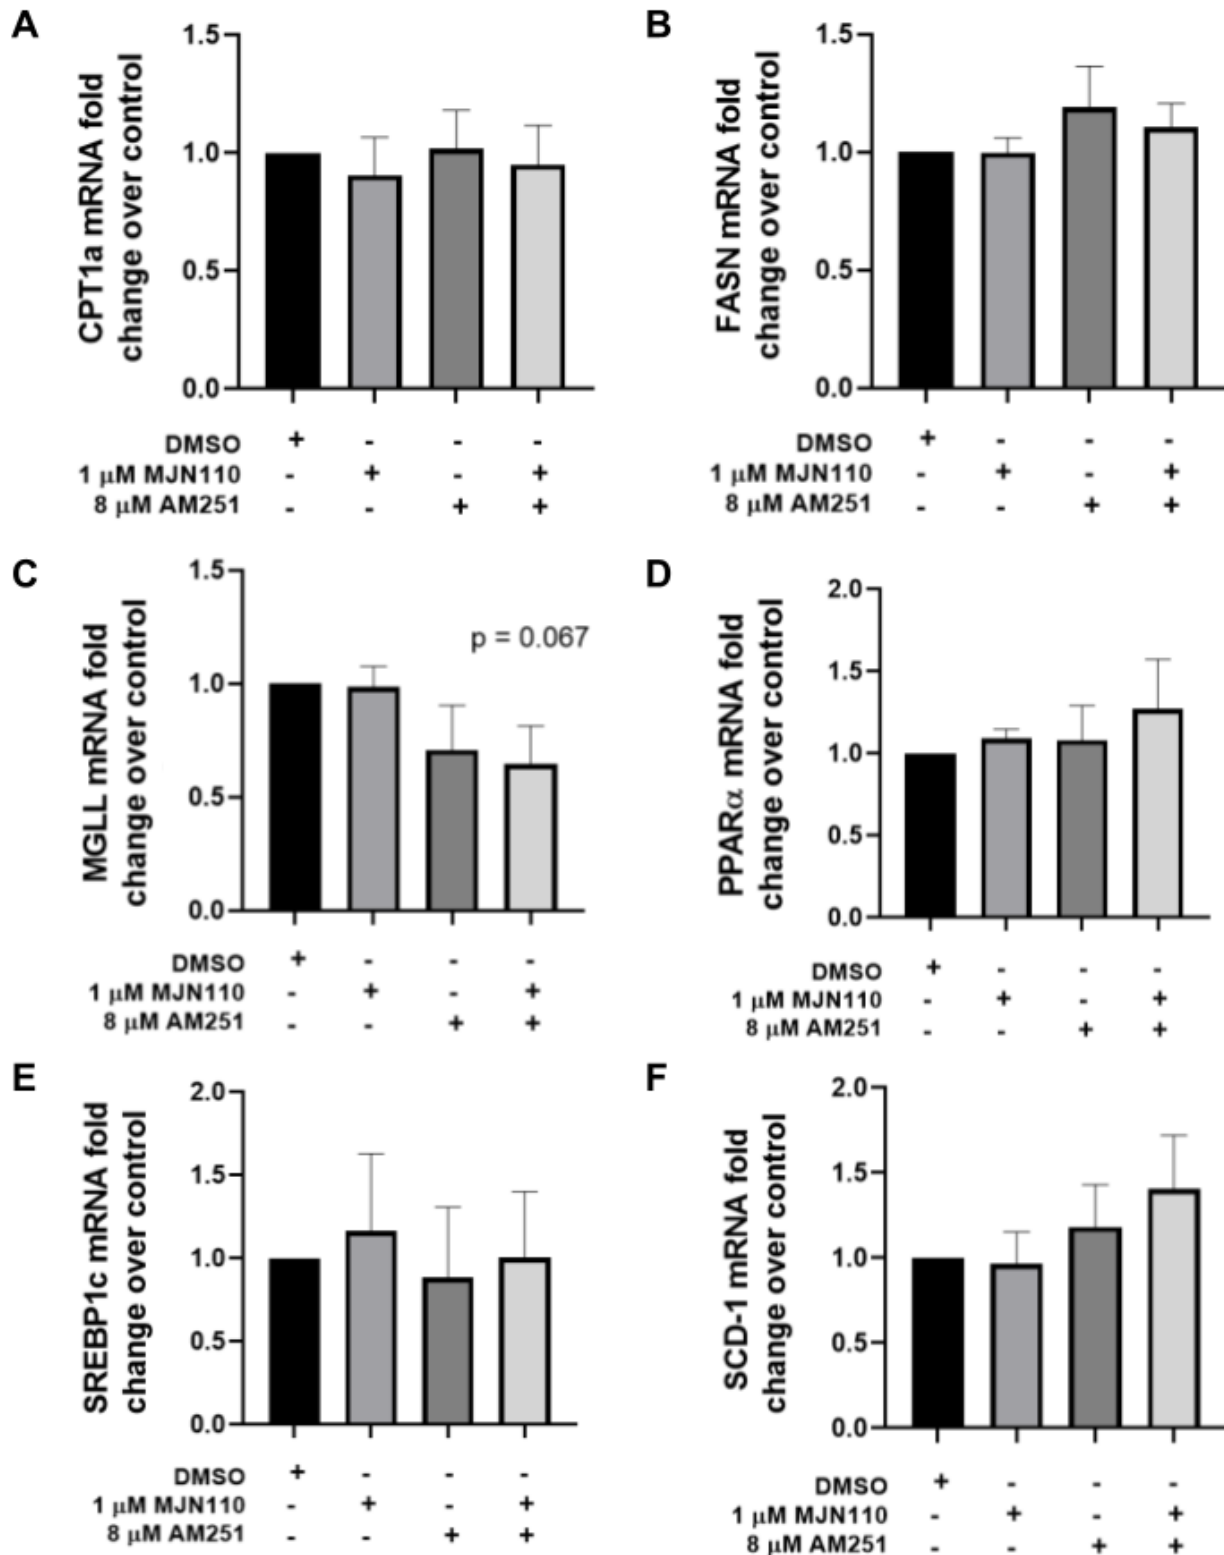 A
CPT1a mRNA fold
change over control
1.5
1.0
0.5
0.0
DMSO + - - -
1 μM MJN110 - + - +
8 μM AM251 - - + +
B
FASN mRNA fold
change over control
1.5
1.0
0.5
0.0
DMSO + - - -
1 μM MJN110 - + - +
8 μM AM251 - - + +
C
MGLL mRNA fold
change over control
1.5
1.0
0.5
0.0
p = 0.067
DMSO + - - -
1 μM MJN110 - + - +
8 μM AM251 - - + +
D
PPARα mRNA fold
change over control
2.0
1.5
1.0
0.5
0.0
DMSO + - - -
1 μM MJN110 - + - +
8 μM AM251 - - + +
E
SREBP1c mRNA fold
change over control
2.0
1.5
1.0
0.5
0.0
DMSO + - - -
1 μM MJN110 - + - +
8 μM AM251 - - + +
F
SCD-1 mRNA fold
change over control
2.0
1.5
1.0
0.5
0.0
DMSO + - - -
1 μM MJN110 - + - +
8 μM AM251 - - + +